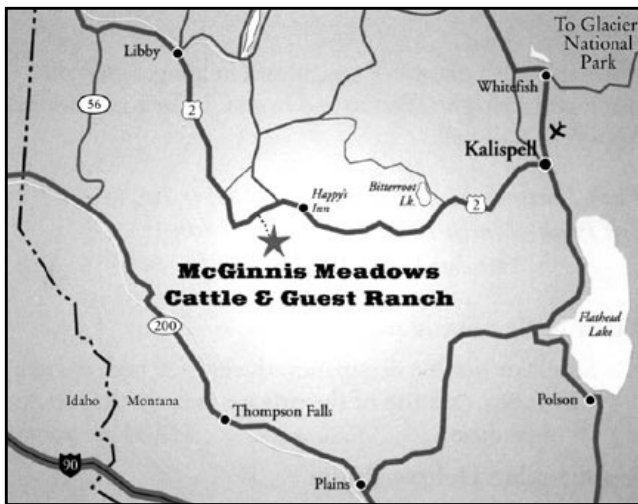 To Glacier
National
Park
Libby
Whitefish
56
2
Kalispell
Happy's
Inn
Bitterroot
Lk.
2
McGinnis Meadows
Cattle & Guest Ranch
200
Flathead
Lake
Idaho
Montana
Thompson Falls
Polson
90
Plains